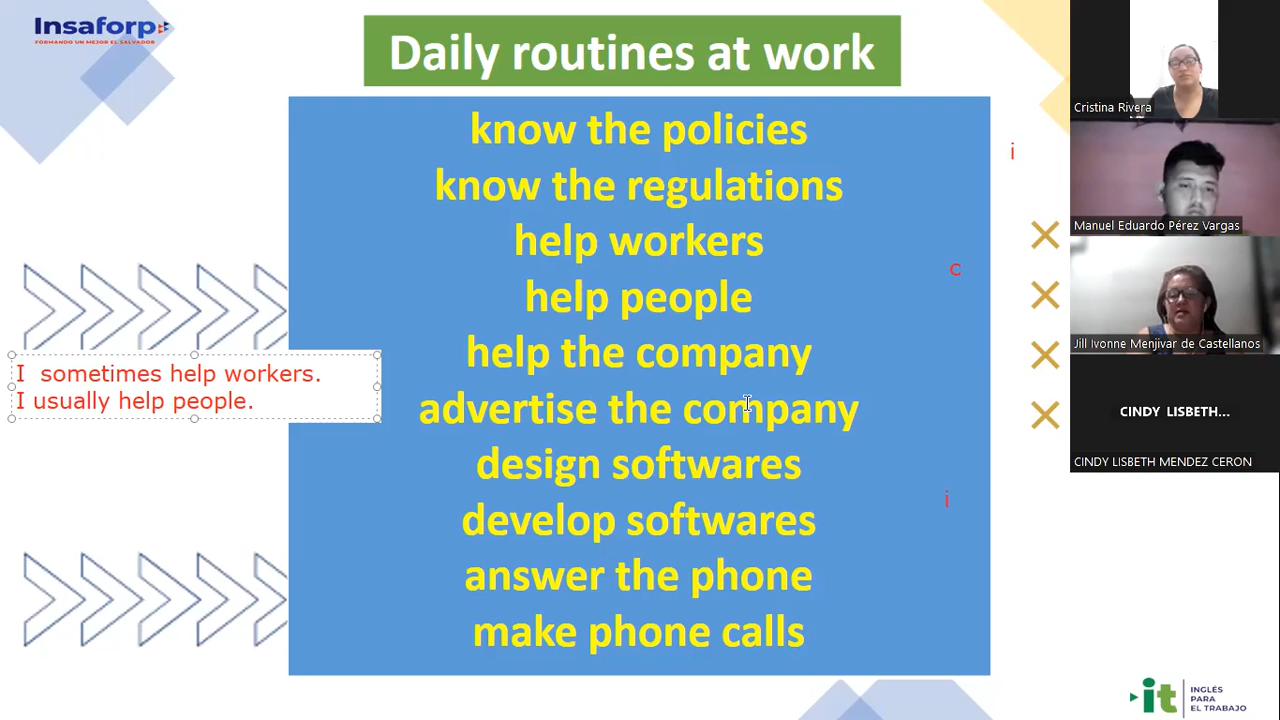 Insaforp
FORMANDO UN MEJOR EL SALVADOR
Daily routines at work
know the policies
know the regulations
help workers
help people
help the company
advertise the company
design softwares
develop softwares
answer the phone
make phone calls
I sometimes help workers.
I usually help people.
i
c
i
Cristina Rivera
Manuel Eduardo Pérez Vargas
Jill Ivonne Menjivar de Castellanos
CINDY LISBETH...
CINDY LISBETH MENDEZ CERON
it
INGLÉS
PARA
EL TRABAJO